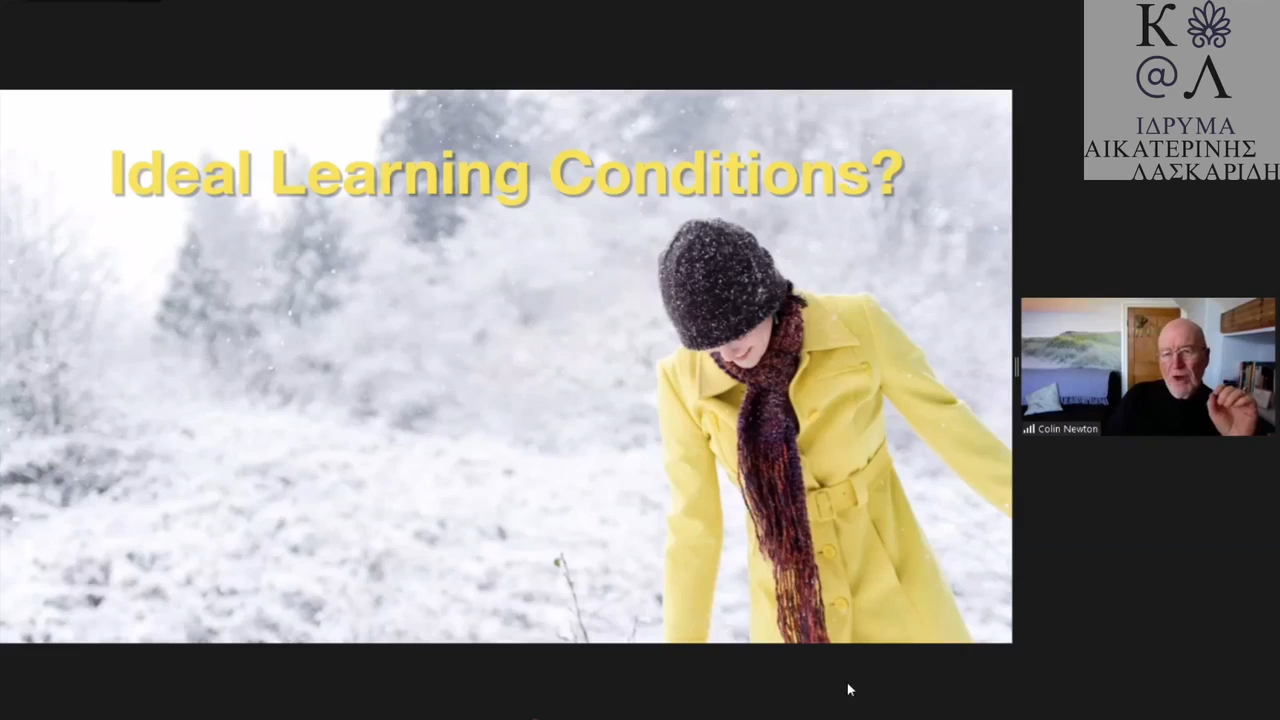 Ideal Learning Conditions?
Κ
@ Λ
ΙΔΡΥΜΑ
ΑΙΚΑΤΕΡΙΝΗΣ
ΛΑΣΚΑΡΙΔΗ
Colin Newton